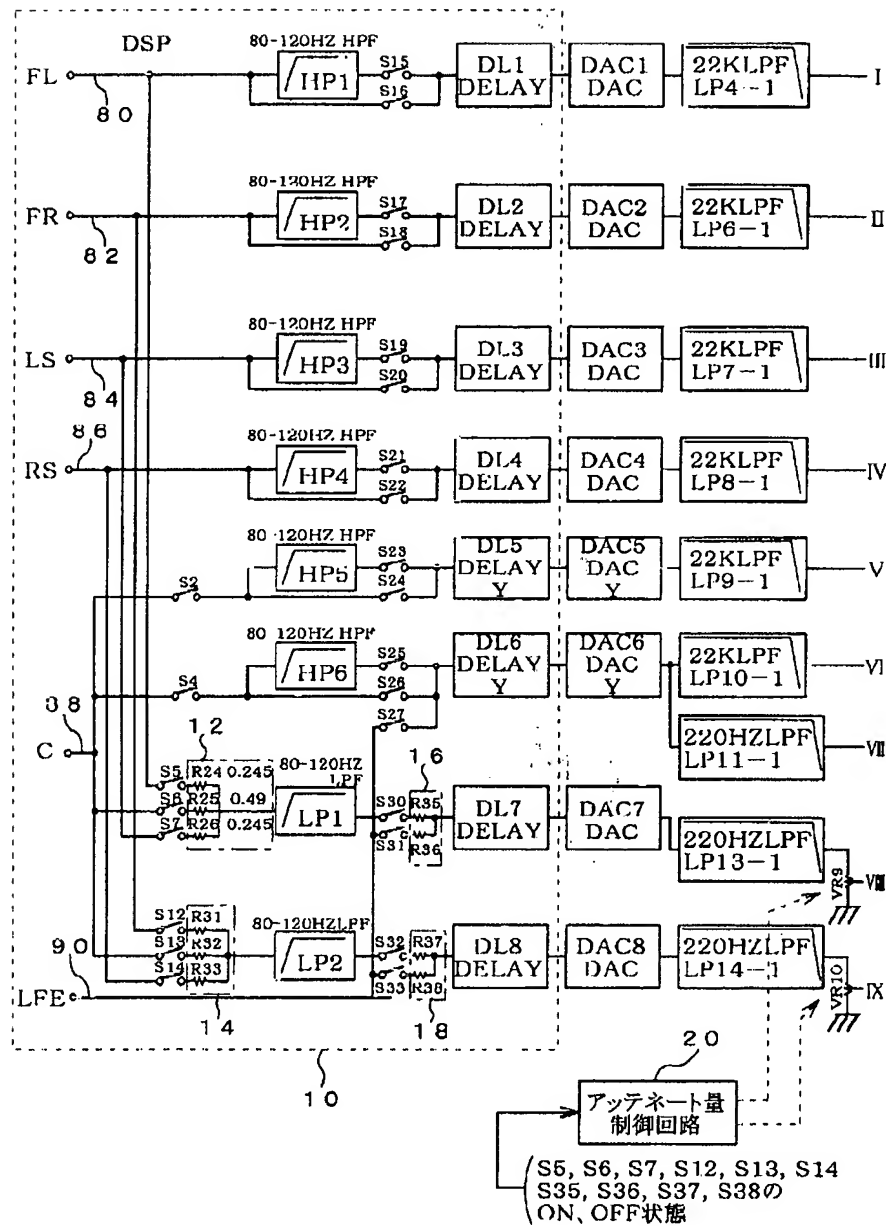 DSP
80-120HZ HPF
FL
HP1
S15
S16
DL1
DELAY
DAC1
DAC
22KLPF
LP4-1
I
80
80-120HZ HPF
FR
HP2
S17
S18
DL2
DELAY
DAC2
DAC
22KLPF
LP6-1
II
82
80-120HZ HPF
LS
HP3
S19
S20
DL3
DELAY
DAC3
DAC
22KLPF
LP7-1
III
84
86
80-120HZ HPF
RS
HP4
S21
S22
DL4
DELAY
DAC4
DAC
22KLPF
LP8-1
IV
80-120HZ HPF
S2
HP5
S23
S24
DL5
DELAY
Y
DAC5
DAC
Y
22KLPF
LP9-1
V
80-120HZ HPF
S4
HP6
S25
S26
S27
DL6
DELAY
Y
DAC6
DAC
Y
22KLPF
LP10-1
VI
220HZLPF
LP11-1
VII
88
C
12
S5
R24 0.245
S6
R25 0.49
S7
R26 0.245
80-120HZ
LPF
LP1
16
S30
R35
S31
R36
DL7
DELAY
DAC7
DAC
220HZLPF
LP13-1
VR9
VIII
S12
R31
S13
R32
S14
R33
14
80-120HZLPF
LP2
S32
R37
S33
R38
18
DL8
DELAY
DAC8
DAC
220HZLPF
LP14-1
VR10
IX
90
LFE
10
20
アッテネート量
制御回路
S5, S6, S7, S12, S13, S14
S35, S36, S37, S38の
ON、OFF状態